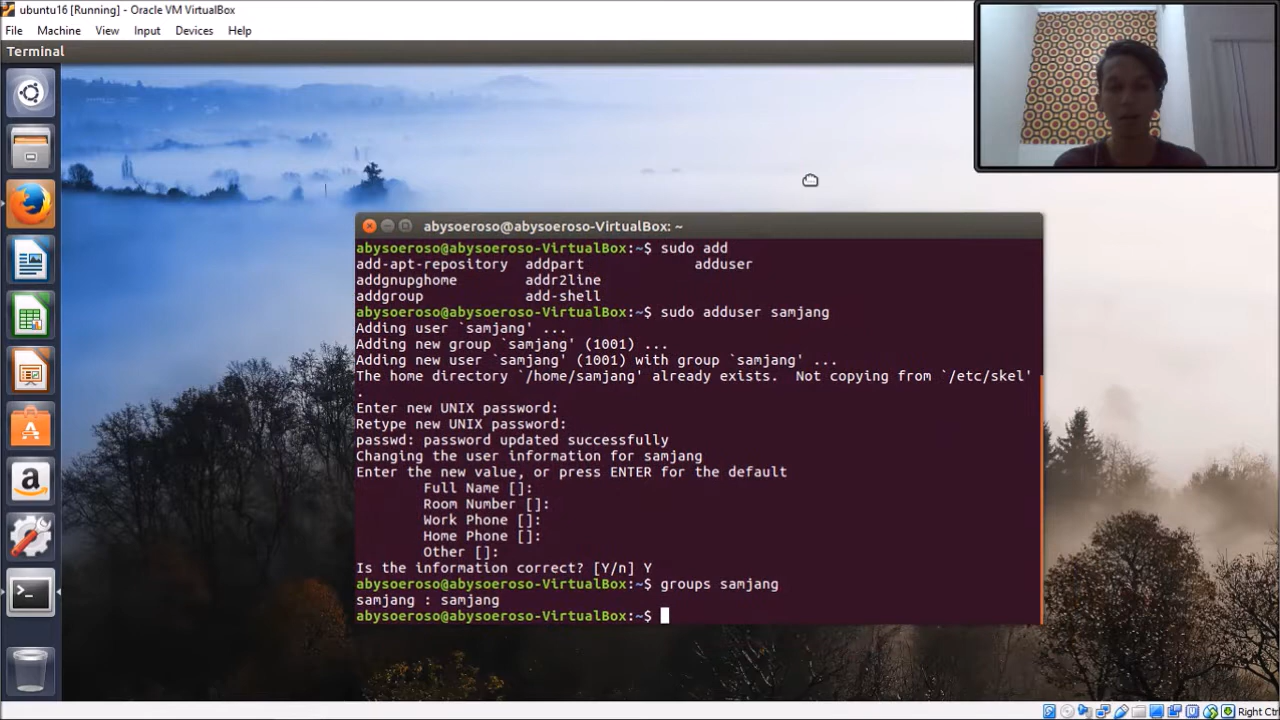 ubuntu16 [Running] - Oracle VM VirtualBox
File Machine View Input Devices Help
Terminal
abysoeroso@abysoeroso-VirtualBox: ~
abysoeroso@abysoeroso-VirtualBox:~$ sudo add
add-apt-repository addpart adduser
addgnupghome addr2line
addgroup add-shell
abysoeroso@abysoeroso-VirtualBox:~$ sudo adduser samjang
Adding user `samjang' ...
Adding new group `samjang' (1001) ...
Adding new user `samjang' (1001) with group `samjang' ...
The home directory `/home/samjang' already exists.  Not copying from `/etc/skel'
.
Enter new UNIX password:
Retype new UNIX password:
passwd: password updated successfully
Changing the user information for samjang
Enter the new value, or press ENTER for the default
Full Name []:
Room Number []:
Work Phone []:
Home Phone []:
Other []:
Is the information correct? [Y/n] Y
abysoeroso@abysoeroso-VirtualBox:~$ groups samjang
samjang : samjang
abysoeroso@abysoeroso-VirtualBox:~$
Right Ctrl